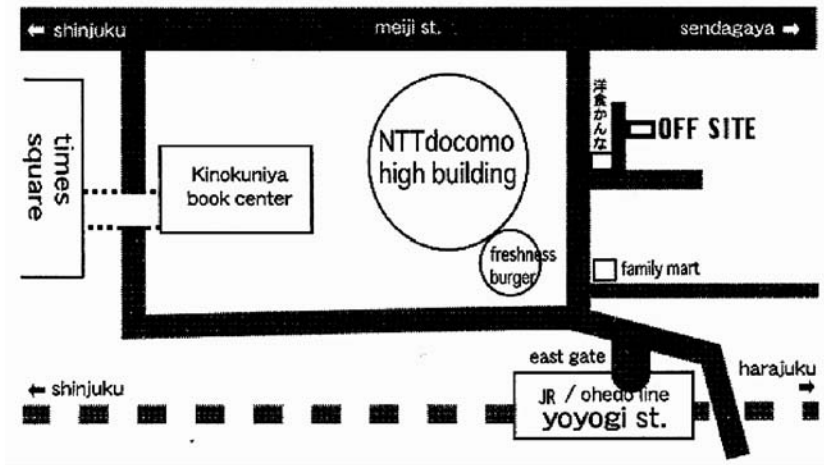 ← shinjuku
meiji st.
sendagaya →
times
square
Kinokuniya
book center
NTTdocomo
high building
freshness
burger
洋食かんな
OFF SITE
family mart
east gate
← shinjuku
harajuku
→
JR / ohedo line
yoyogi st.